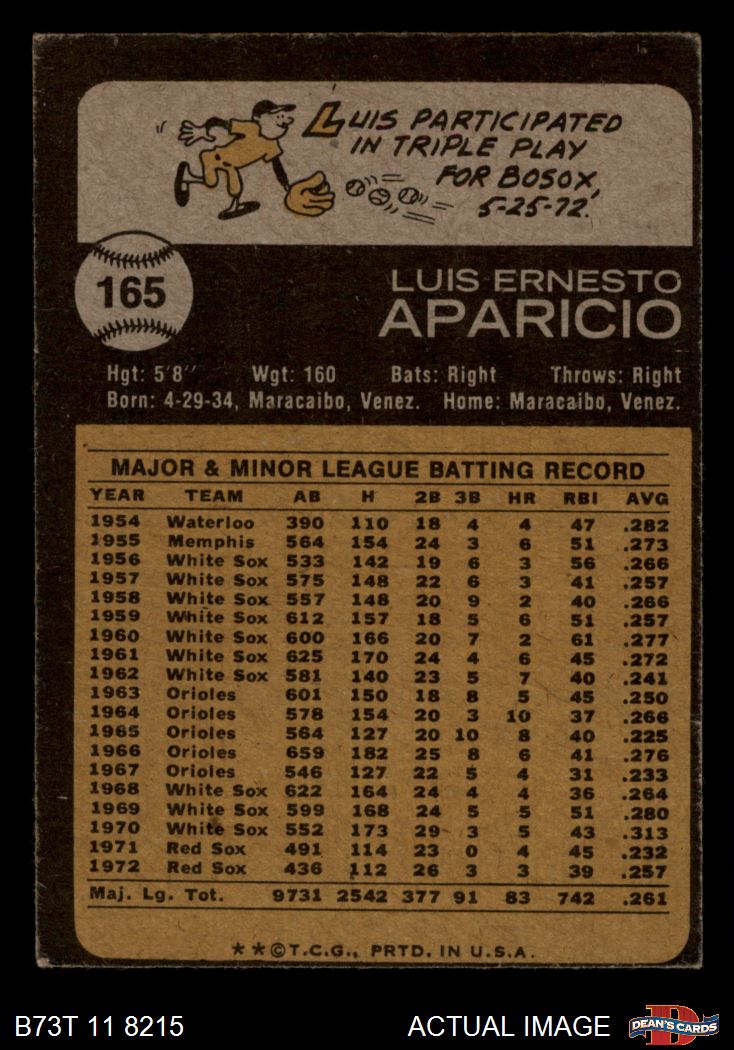 LUIS PARTICIPATED
IN TRIPLE PLAY
FOR BOSOX,
5-25-72.
165
LUIS ERNESTO
APARICIO
Hgt: 5'8" Wgt: 160 Bats: Right Throws: Right
Born: 4-29-34, Maracaibo, Venez. Home: Maracaibo, Venez.
MAJOR & MINOR LEAGUE BATTING RECORD
YEAR TEAM AB H 2B 3B HR RBI AVG
1954 Waterloo 390 110 18 4 4 47 .282
1955 Memphis 564 154 24 3 6 51 .273
1956 White Sox 533 142 19 6 3 56 .266
1957 White Sox 575 148 22 6 3 41 .257
1958 White Sox 557 148 20 9 2 40 .266
1959 White Sox 612 157 18 5 6 51 .257
1960 White Sox 600 166 20 7 2 61 .277
1961 White Sox 625 170 24 4 6 45 .272
1962 White Sox 581 140 23 5 7 40 .241
1963 Orioles 601 150 18 8 5 45 .250
1964 Orioles 578 154 20 3 10 37 .266
1965 Orioles 564 127 20 10 8 40 .225
1966 Orioles 659 182 25 8 6 41 .276
1967 Orioles 546 127 22 5 4 31 .233
1968 White Sox 622 164 24 4 4 36 .264
1969 White Sox 599 168 24 5 5 51 .280
1970 White Sox 552 173 29 3 5 43 .313
1971 Red Sox 491 114 23 0 4 45 .232
1972 Red Sox 436 112 26 3 3 39 .257
Maj. Lg. Tot. 9731 2542 377 91 83 742 .261
**©T.C.G., PRTD. IN U.S.A.
B73T 11 8215 ACTUAL IMAGE D DEAN'S CARDS